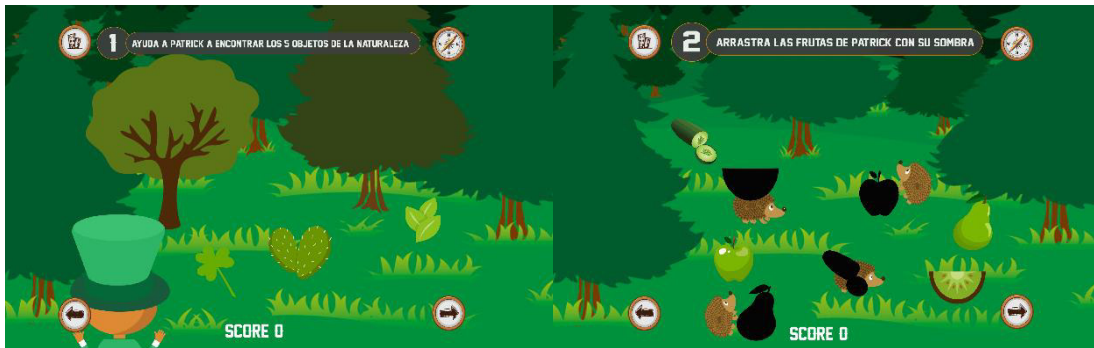 1
AYUDA A PATRICK A ENCONTRAR LOS 5 OBJETOS DE LA NATURALEZA
SCORE 0
2
ARRASTRA LAS FRUTAS DE PATRICK CON SU SOMBRA
SCORE 0